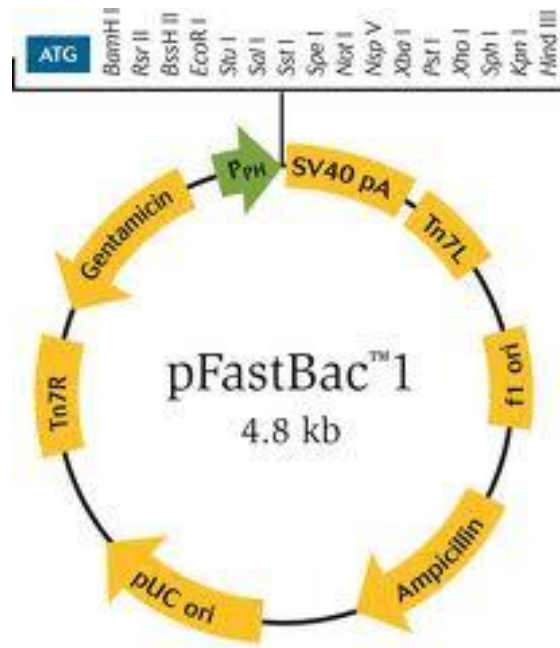 ATG BamH I Rsr II BssH II EcoR I Stu I Sal I Sst I Spe I Not I Nsp V Xba I Pst I Xho I Sph I Kpn I Hind III
PPH
SV40 pA
Tn7L
f1 ori
Ampicillin
pUC ori
Tn7R
Gentamicin
pFastBac™1
4.8 kb